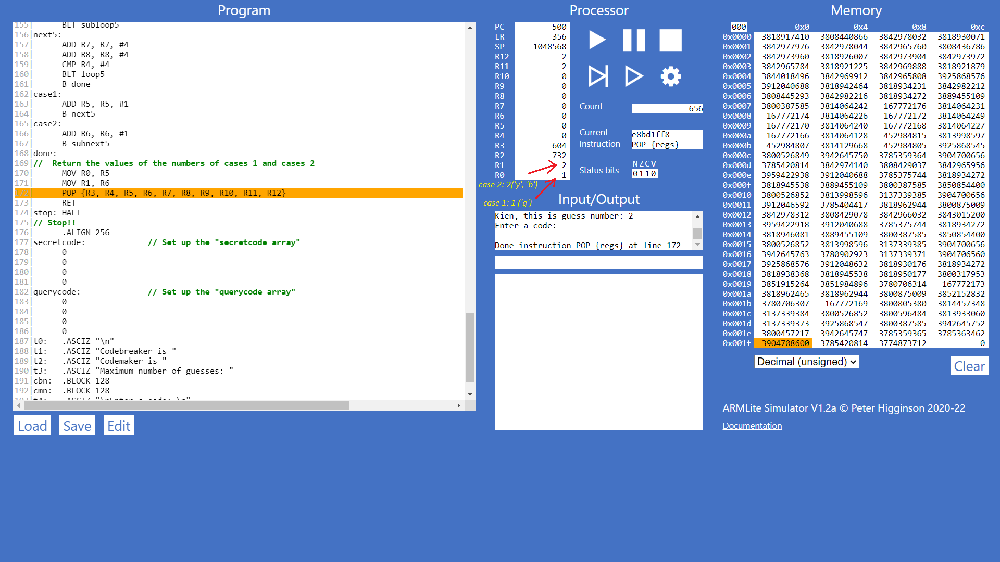 Program
155| BLT subloop5
156|next5:
157| ADD R7, R7, #4
158| ADD R8, R8, #4
159| CMP R4, #4
160| BLT loop5
161| B done
162|case1:
163| ADD R5, R5, #1
164| B next5
165|case2:
166| ADD R6, R6, #1
167| B subnext5
168|done:
169|// Return the values of the numbers of cases 1 and cases 2
170| MOV R0, R5
171| MOV R1, R6
172| POP {R3, R4, R5, R6, R7, R8, R9, R10, R11, R12}
173| RET
174|stop: HALT
175|// Stop!!
176| .ALIGN 256
177|secretcode: // Set up the "secretcode array"
178| 0
179| 0
180| 0
181| 0
182|querycode: // Set up the "querycode array"
183| 0
184| 0
185| 0
186| 0
187|t0: .ASCIZ "\n"
188|t1: .ASCIZ "Codebreaker is "
189|t2: .ASCIZ "Codemaker is "
190|t3: .ASCIZ "Maximum number of guesses: "
191|cbn: .BLOCK 128
192|cmn: .BLOCK 128
193|t4: .ASCIZ "\nEnter a code: \n"
Load Save Edit
Processor
PC 500
LR 356
SP 1048568
R12 2
R11 2
R10 0
R9 0
R8 0
R7 0
R6 0
R5 0
R4 0
R3 604
R2 732
R1 2
R0 1
case 2: 2('y', 'b')
case 1: 1 ('g')
Count 656
Current Instruction
e8bd1ff8
POP {regs}
Status bits
NZCV
0110
Input/Output
Kien, this is guess number: 2
Enter a code:
Done instruction POP {regs} at line 172
Memory
000 0x0 0x4 0x8 0xc
0x0000 3818917410 3808440866 3842978032 3818930071
0x0001 3842977976 3842978044 3842965760 3808436786
0x0002 3842973960 3818926007 3842973904 3842973972
0x0003 3842965784 3818921225 3842969888 3818921879
0x0004 3844018496 3842969912 3842965808 3925868576
0x0005 3912040688 3818942464 3818934231 3842982212
0x0006 3808445293 3842982216 3818934272 3889455109
0x0007 3800387585 3814064242 167772176 3814064231
0x0008 167772174 3814064226 167772172 3814064249
0x0009 167772170 3814064240 167772168 3814064227
0x000a 167772166 3814064128 452984815 3813998597
0x000b 452984807 3814129668 452984805 3925868545
0x000c 3800526849 3942645750 3785359364 3904700656
0x000d 3785420814 3842974140 3808429037 3842965956
0x000e 3959422938 3912040688 3785375744 3818934272
0x000f 3818945538 3889455109 3800387585 3850854400
0x0010 3800526852 3813998596 3137339385 3904700656
0x0011 3912046592 3785404417 3818962944 3800875009
0x0012 3842978312 3808429078 3842966032 3843015200
0x0013 3959422918 3912040688 3785375744 3818934272
0x0014 3818946081 3889455109 3800387585 3850854400
0x0015 3800526852 3813998596 3137339385 3904700656
0x0016 3942645763 3780902923 3137339371 3904706560
0x0017 3925868576 3912048632 3818930176 3818934272
0x0018 3818938368 3818945538 3818950177 3800317953
0x0019 3851915264 3851984896 3780706314 167772173
0x001a 3818962465 3818962944 3800875009 3852152832
0x001b 3780706307 167772169 3800805380 3814457348
0x001c 3137339384 3800526852 3800596484 3813933060
0x001d 3137339373 3925868547 3800387585 3942645752
0x001e 3800457217 3942645747 3785359365 3785363462
0x001f 3904708600 3785420814 3774873712 0
Decimal (unsigned)
Clear
ARMLite Simulator V1.2a © Peter Higginson 2020-22
Documentation